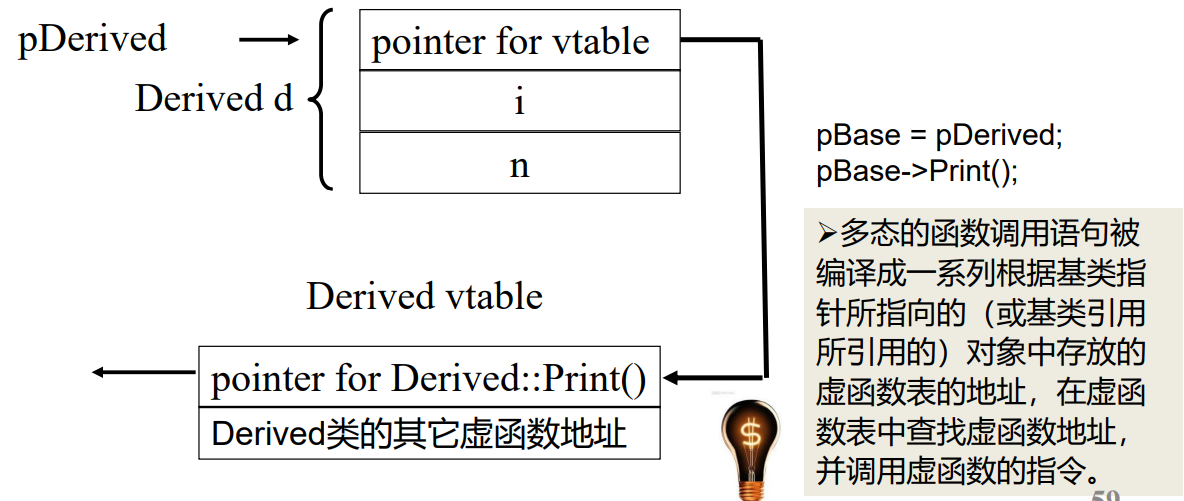 pDerived
pointer for vtable
Derived d
i
n
pBase = pDerived;
pBase->Print();
➢多态的函数调用语句被
编译成一系列根据基类指
针所指向的（或基类引用
所引用的）对象中存放的
虚函数表的地址，在虚函
数表中查找虚函数地址，
并调用虚函数的指令。
Derived vtable
pointer for Derived::Print()
Derived类的其它虚函数地址
$
59